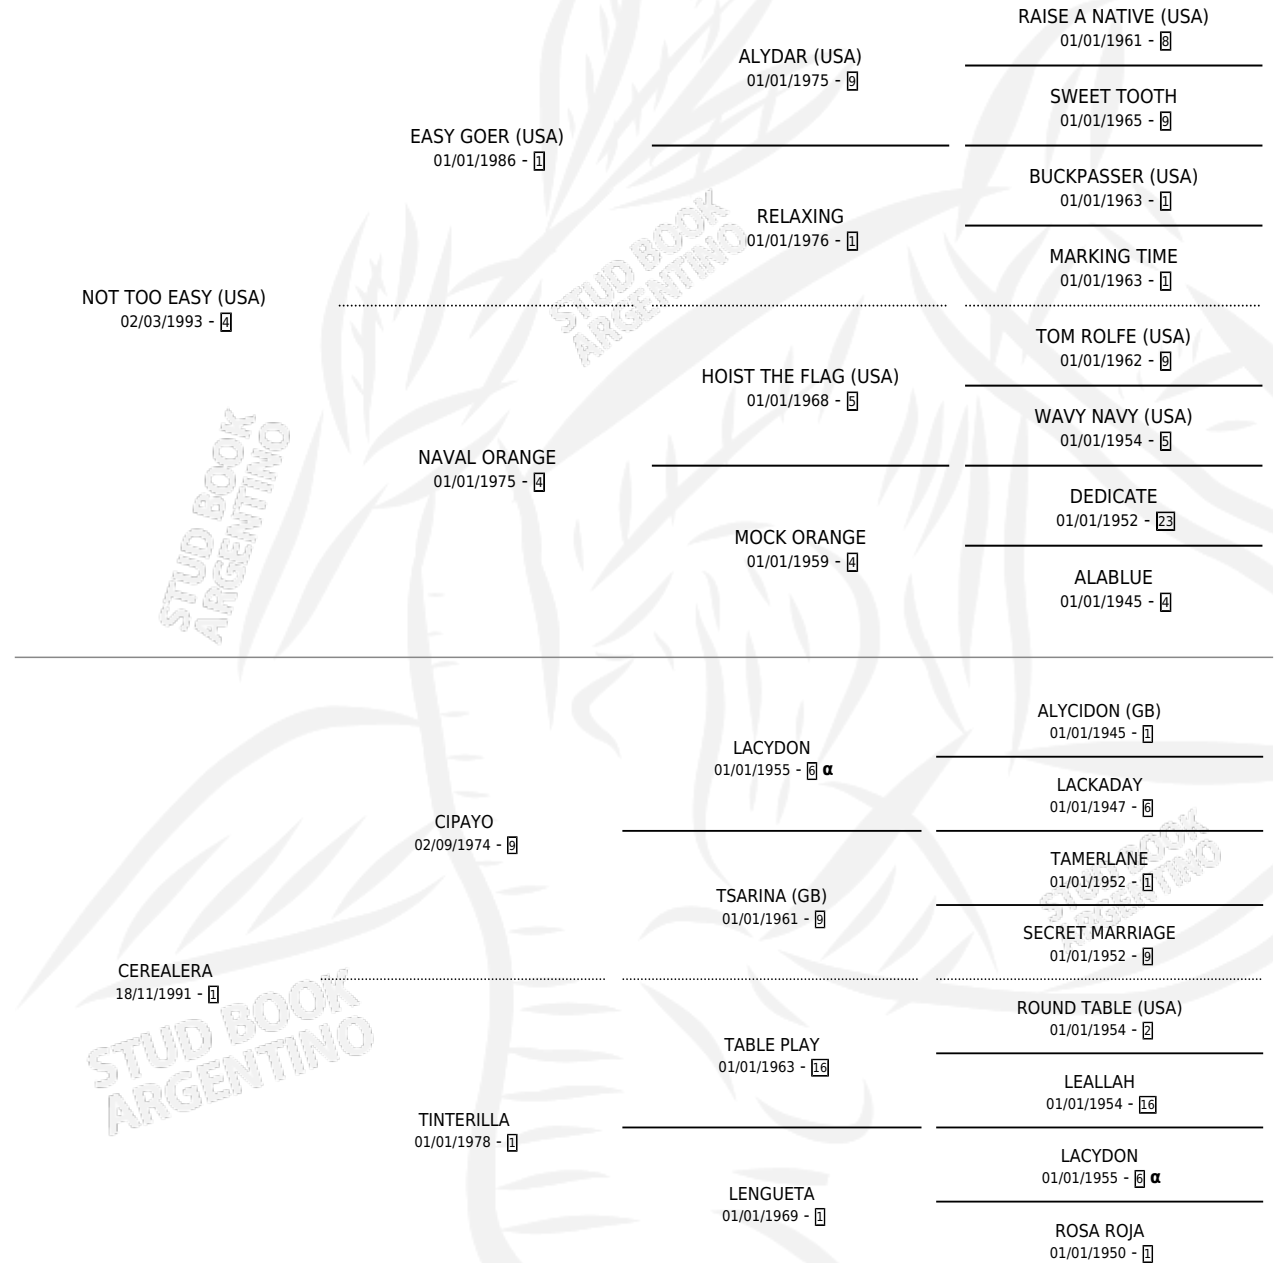 RAISE A NATIVE (USA)
01/01/1961 - 8
ALYDAR (USA)
01/01/1975 - 9
SWEET TOOTH
01/01/1965 - 9
EASY GOER (USA)
01/01/1986 - 1
BUCKPASSER (USA)
01/01/1963 - 1
RELAXING
01/01/1976 - 1
MARKING TIME
01/01/1963 - 1
NOT TOO EASY (USA)
02/03/1993 - 4
TOM ROLFE (USA)
01/01/1962 - 9
HOIST THE FLAG (USA)
01/01/1968 - 5
WAVY NAVY (USA)
01/01/1954 - 5
NAVAL ORANGE
01/01/1975 - 4
DEDICATE
01/01/1952 - 23
MOCK ORANGE
01/01/1959 - 4
ALABLUE
01/01/1945 - 4
ALYCIDON (GB)
01/01/1945 - 1
LACYDON
01/01/1955 - 6 α
LACKADAY
01/01/1947 - 6
CIPAYO
02/09/1974 - 9
TAMERLANE
01/01/1952 - 1
TSARINA (GB)
01/01/1961 - 9
SECRET MARRIAGE
01/01/1952 - 9
CEREALERA
18/11/1991 - 1
ROUND TABLE (USA)
01/01/1954 - 2
TABLE PLAY
01/01/1963 - 16
LEALLAH
01/01/1954 - 16
TINTERILLA
01/01/1978 - 1
LACYDON
01/01/1955 - 6 α
LENGUETA
01/01/1969 - 1
ROSA ROJA
01/01/1950 - 1
STUD BOOK
ARGENTINO
STUD BOOK
ARGENTINO
STUD BOOK
ARGENTINO
STUD BOOK
ARGENTINO